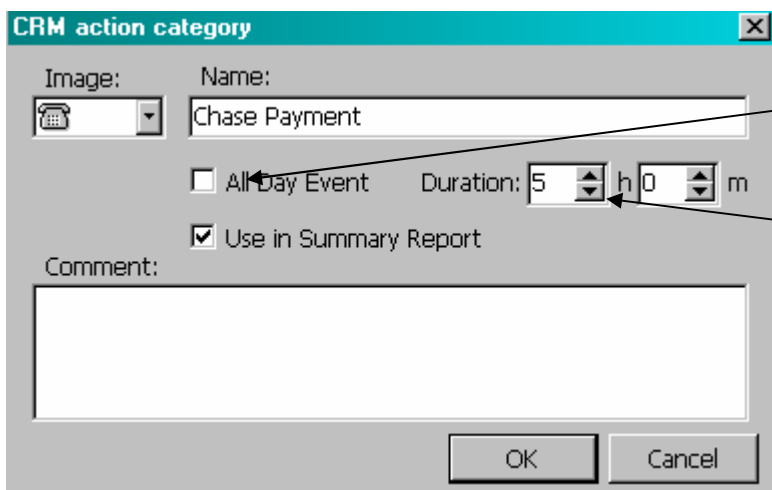 CRM action category
Image: Name:
Chase Payment
All Day Event Duration: 5 h 0 m
Use in Summary Report
Comment:
OK Cancel